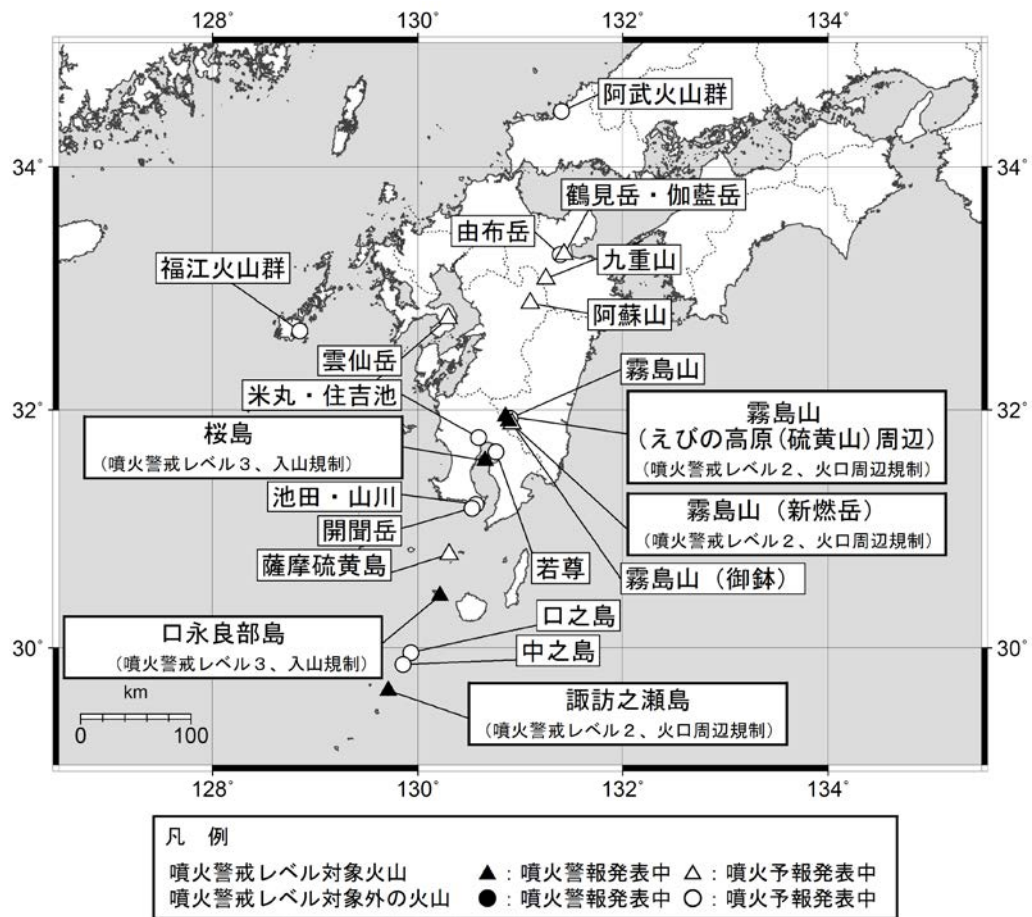 128° 130° 132° 134°
阿武火山群
34° 34°
鶴見岳・伽藍岳
由布岳
九重山
福江火山群
阿蘇山
雲仙岳
霧島山
米丸・住吉池
32° 32°
霧島山
(えびの高原(硫黄山)周辺)
(噴火警戒レベル2、火口周辺規制)
桜島
(噴火警戒レベル3、入山規制)
池田・山川
霧島山(新燃岳)
(噴火警戒レベル2、火口周辺規制)
開聞岳
薩摩硫黄島
若尊
霧島山(御鉢)
口之島
口永良部島
(噴火警戒レベル3、入山規制)
中之島
30° 30°
km
0 100
諏訪之瀬島
(噴火警戒レベル2、火口周辺規制)
128° 130° 132° 134°
凡 例
噴火警戒レベル対象火山 ▲:噴火警報発表中 △:噴火予報発表中
噴火警戒レベル対象外の火山 ●:噴火警報発表中 ○:噴火予報発表中